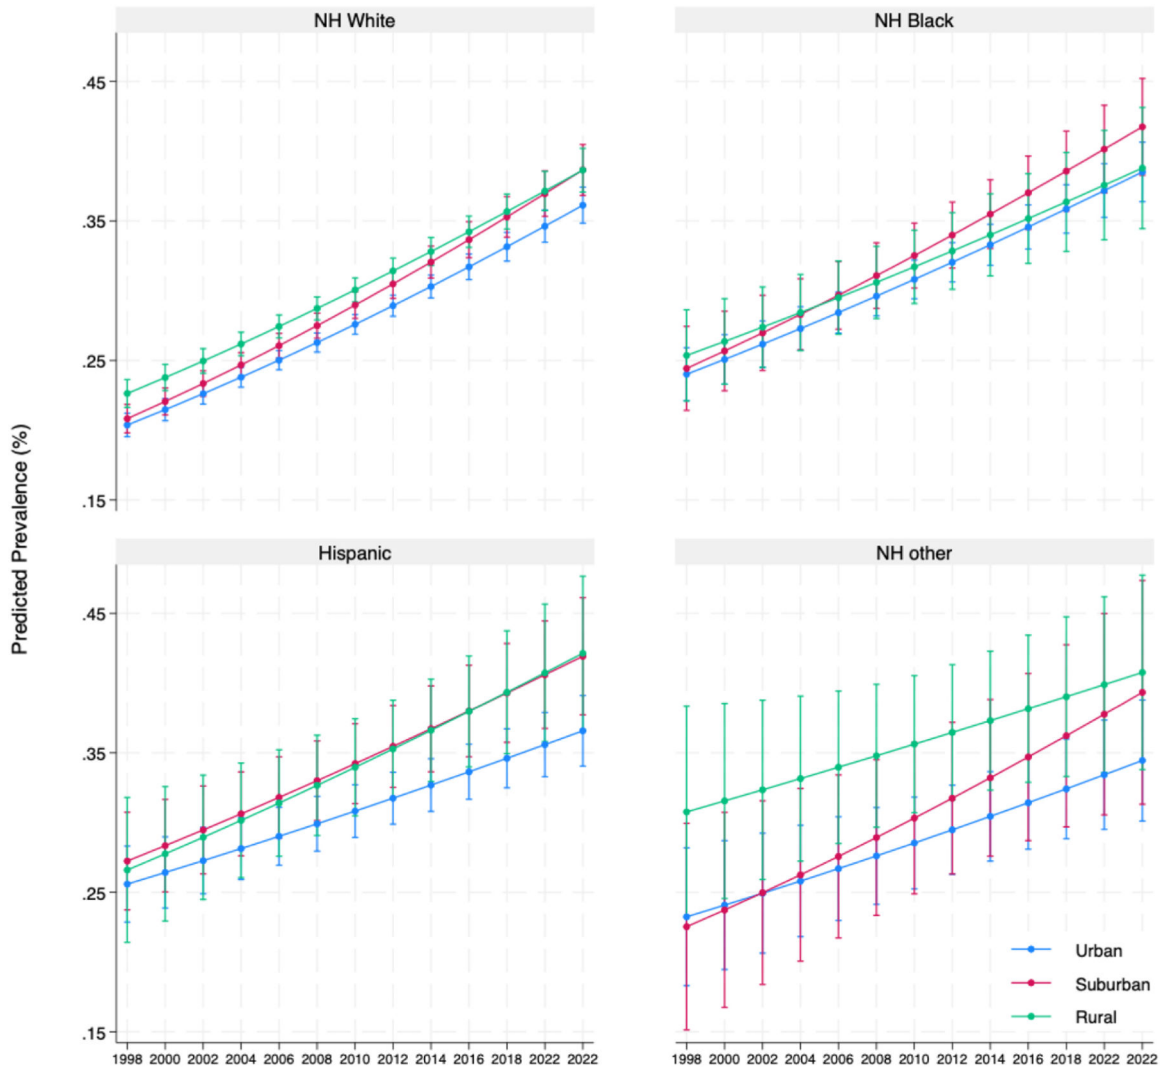 NH White
NH Black
.45
.35
.25
.15
Predicted Prevalence (%)
Hispanic
NH other
.45
.35
.25
.15
Urban
Suburban
Rural
1998 2000 2002 2004 2006 2008 2010 2012 2014 2016 2018 2022 2022
1998 2000 2002 2004 2006 2008 2010 2012 2014 2016 2018 2022 2022